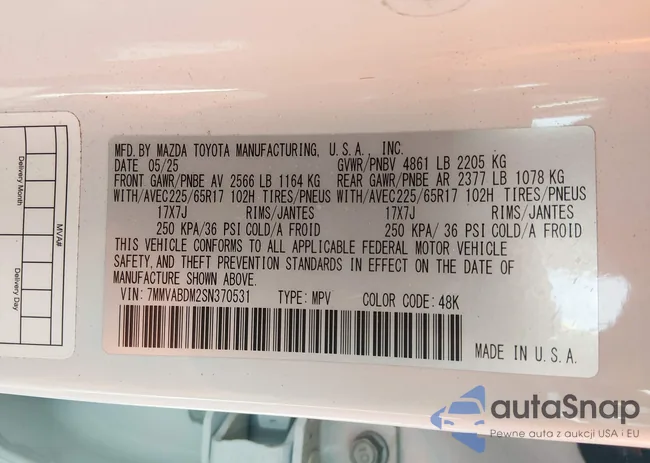 MFD.BY MAZDA TOYOTA MANUFACTURING, U.S.A., INC.
DATE 05/25 GVWR/PNBV 4861 LB 2205 KG
FRONT GAWR/PNBE AV 2566 LB 1164 KG REAR GAWR/PNBE AR 2377 LB 1078 KG
WITH/AVEC225/65R17 102H TIRES/PNEUS WITH/AVEC225/65R17 102H TIRES/PNEUS
17X7J RIMS/JANTES 17X7J RIMS/JANTES
250 KPA/36 PSI COLD/A FROID 250 KPA/36 PSI COLD/A FROID
THIS VEHICLE CONFORMS TO ALL APPLICABLE FEDERAL MOTOR VEHICLE
SAFETY, AND THEFT PREVENTION STANDARDS IN EFFECT ON THE DATE OF
MANUFACTURE SHOWN ABOVE.
VIN: 7MMVABDM2SN370531 TYPE: MPV COLOR CODE: 48K
MADE IN U.S.A.
Delivery Month
Delivery Day
MVA#
autaSnap
Pewne auta z aukcji USA i EU